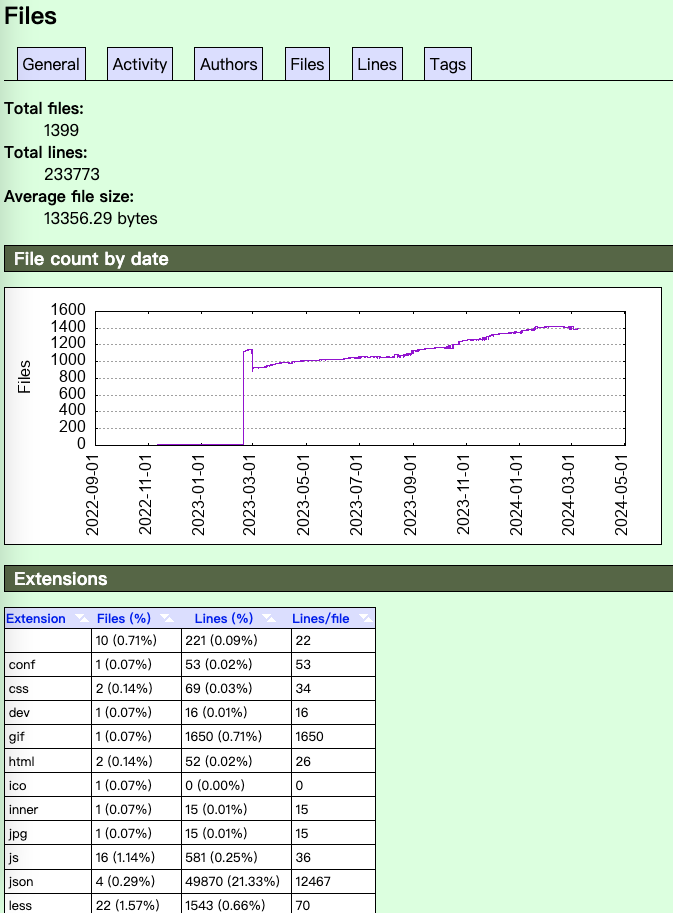 Files
General Activity Authors Files Lines Tags
Total files:
1399
Total lines:
233773
Average file size:
13356.29 bytes
File count by date
1600
1400
1200
1000
800
600
400
200
0
Files
2022-09-01 2022-11-01 2023-01-01 2023-03-01 2023-05-01 2023-07-01 2023-09-01 2023-11-01 2024-01-01 2024-03-01 2024-05-01
Extensions
Extension Files (%) Lines (%) Lines/file
10 (0.71%) 221 (0.09%) 22
conf 1 (0.07%) 53 (0.02%) 53
css 2 (0.14%) 69 (0.03%) 34
dev 1 (0.07%) 16 (0.01%) 16
gif 1 (0.07%) 1650 (0.71%) 1650
html 2 (0.14%) 52 (0.02%) 26
ico 1 (0.07%) 0 (0.00%) 0
inner 1 (0.07%) 15 (0.01%) 15
jpg 1 (0.07%) 15 (0.01%) 15
js 16 (1.14%) 581 (0.25%) 36
json 4 (0.29%) 49870 (21.33%) 12467
less 22 (1.57%) 1543 (0.66%) 70